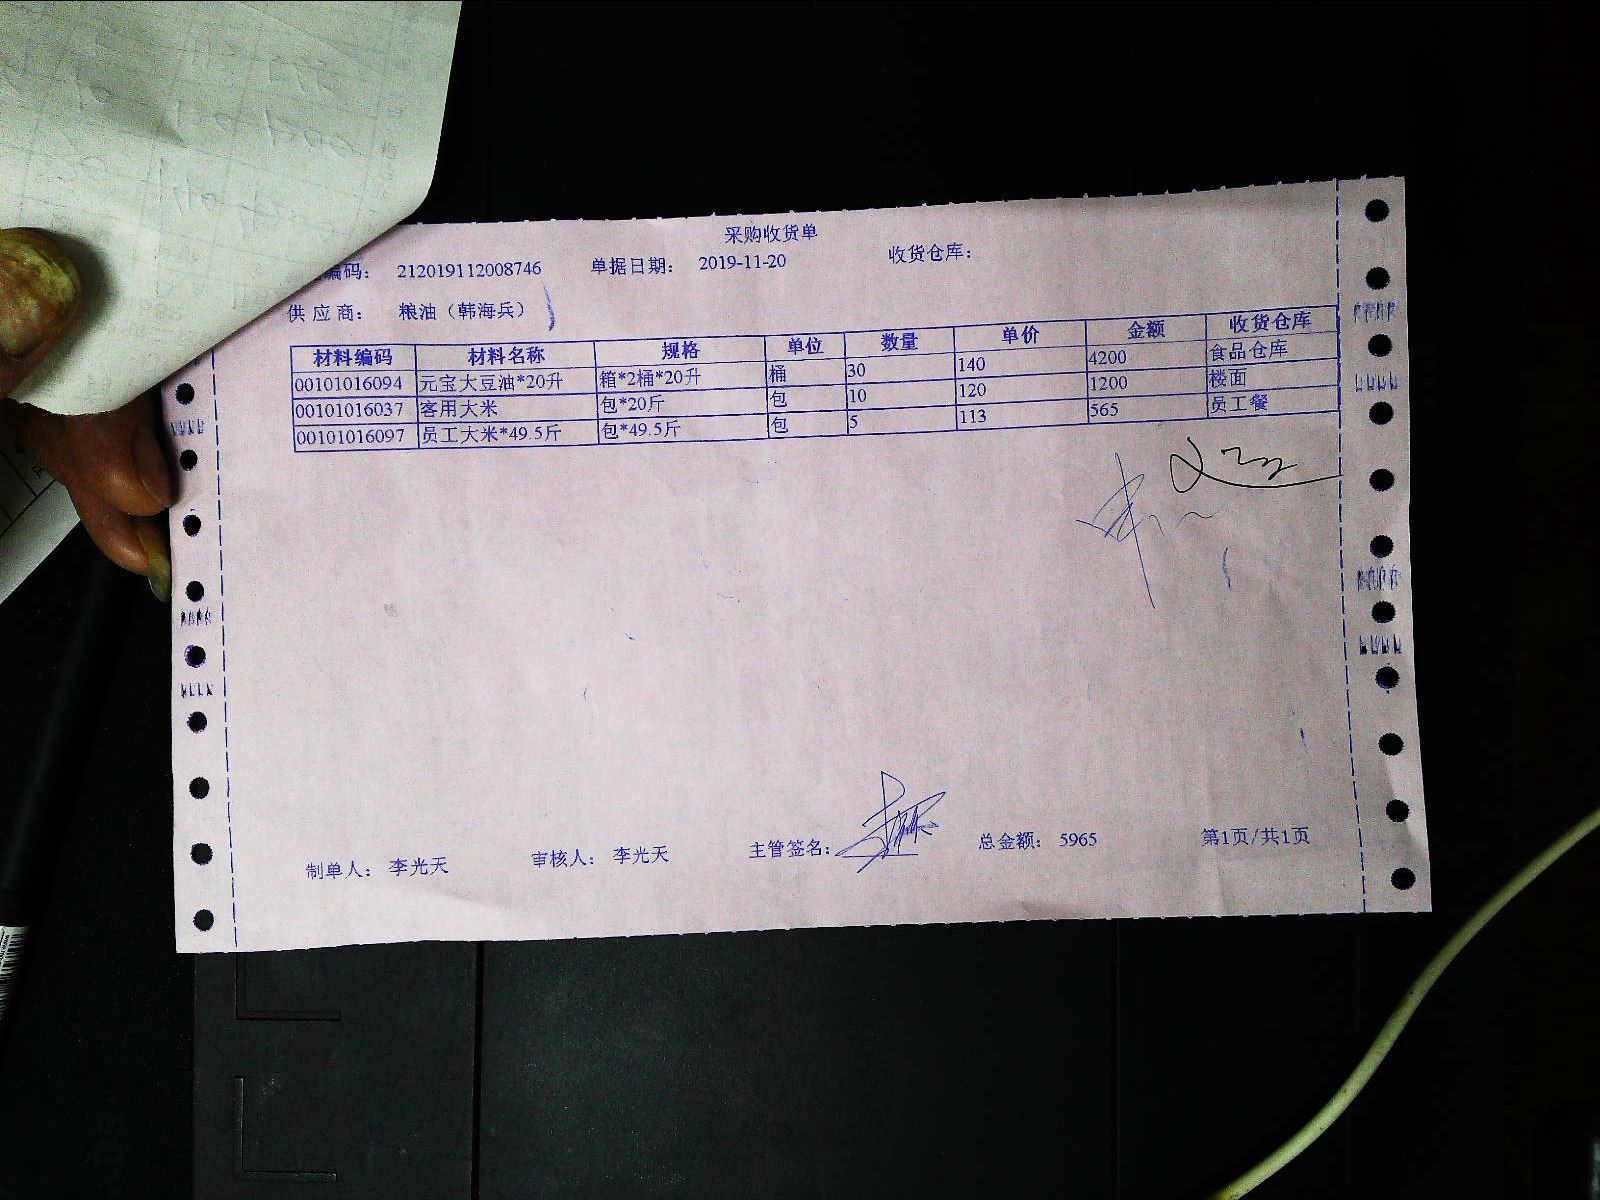 采购收货单
编码： 212019112008746 单据日期： 2019-11-20 收货仓库：
供 应 商： 粮油（韩海兵）
材料编码 材料名称 规格 单位 数量 单价 金额 收货仓库
00101016094 元宝大豆油*20升 箱*2桶*20升 桶 30 140 4200 食品仓库
00101016037 客用大米 包*20斤 包 10 120 1200 楼面
00101016097 员工大米*49.5斤 包*49.5斤 包 5 113 565 员工餐
制单人： 李光天 审核人： 李光天 主管签名： 总金额： 5965 第1页/共1页